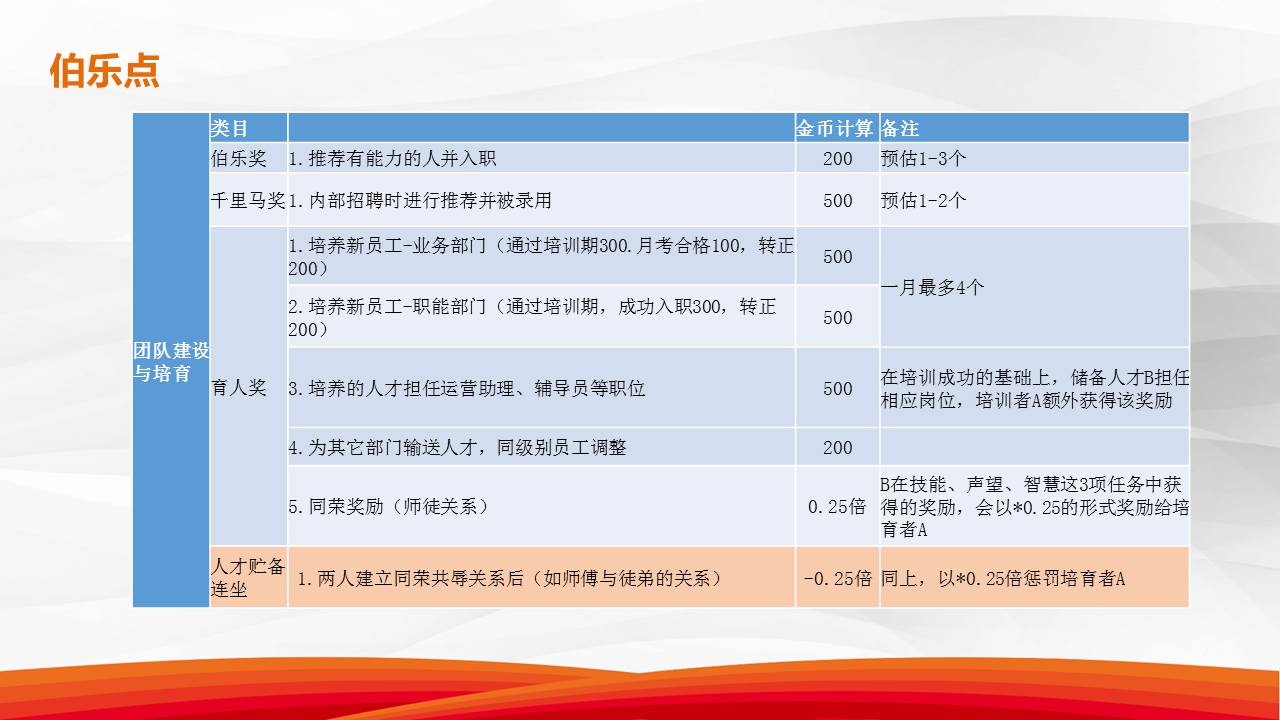 伯乐点
类目
金币计算
备注
团队建设
与培育
伯乐奖
1.推荐有能力的人并入职
200
预估1-3个
千里马奖
1.内部招聘时进行推荐并被录用
500
预估1-2个
育人奖
1.培养新员工-业务部门（通过培训期300.月考合格100，转正
200）
500
一月最多4个
2.培养新员工-职能部门（通过培训期，成功入职300，转正
200）
500
3.培养的人才担任运营助理、辅导员等职位
500
在培训成功的基础上，储备人才B担任
相应岗位，培训者A额外获得该奖励
4.为其它部门输送人才，同级别员工调整
200
5.同荣奖励（师徒关系）
0.25倍
B在技能、声望、智慧这3项任务中获
得的奖励，会以*0.25的形式奖励给培
育者A
人才贮备
连坐
1.两人建立同荣共辱关系后（如师傅与徒弟的关系）
-0.25倍
同上，以*0.25倍惩罚培育者A